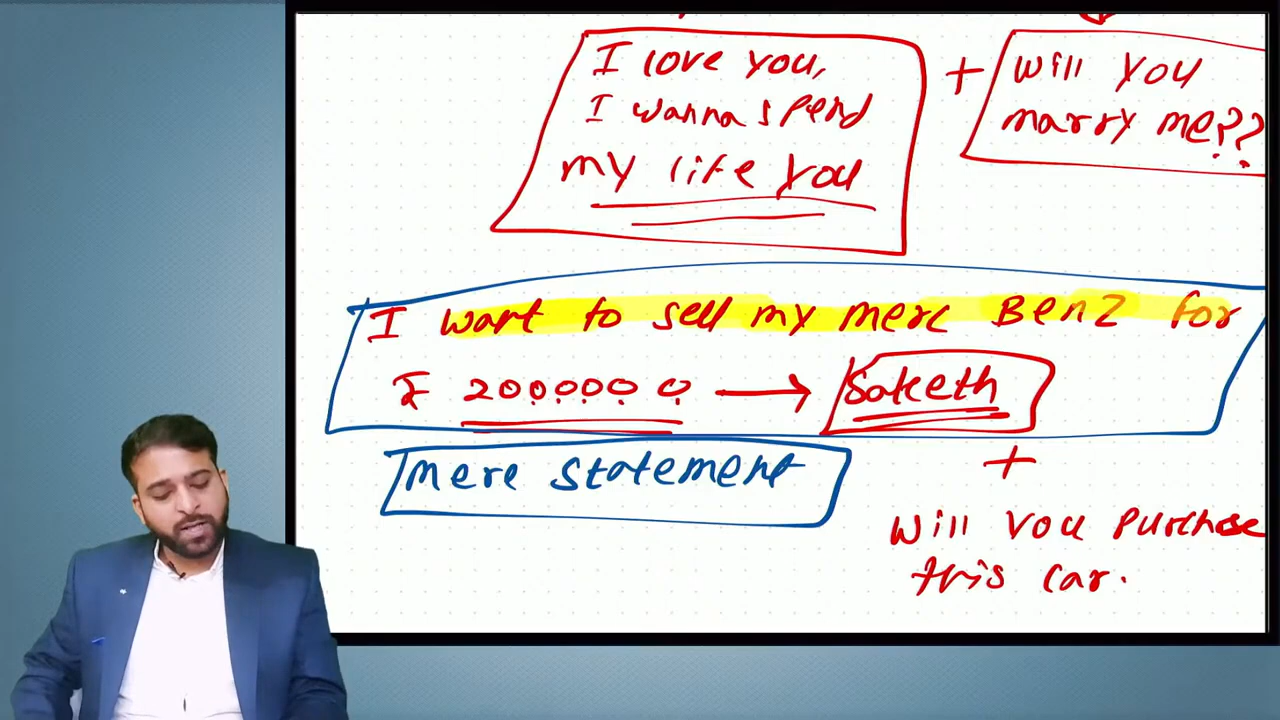 I love you,
I wanna spend
my life you
+ Will you
marry me??
I want to sell my merc Benz for
₹ 2000000 → Saketh
mere statement
+
Will you purchase
this car.